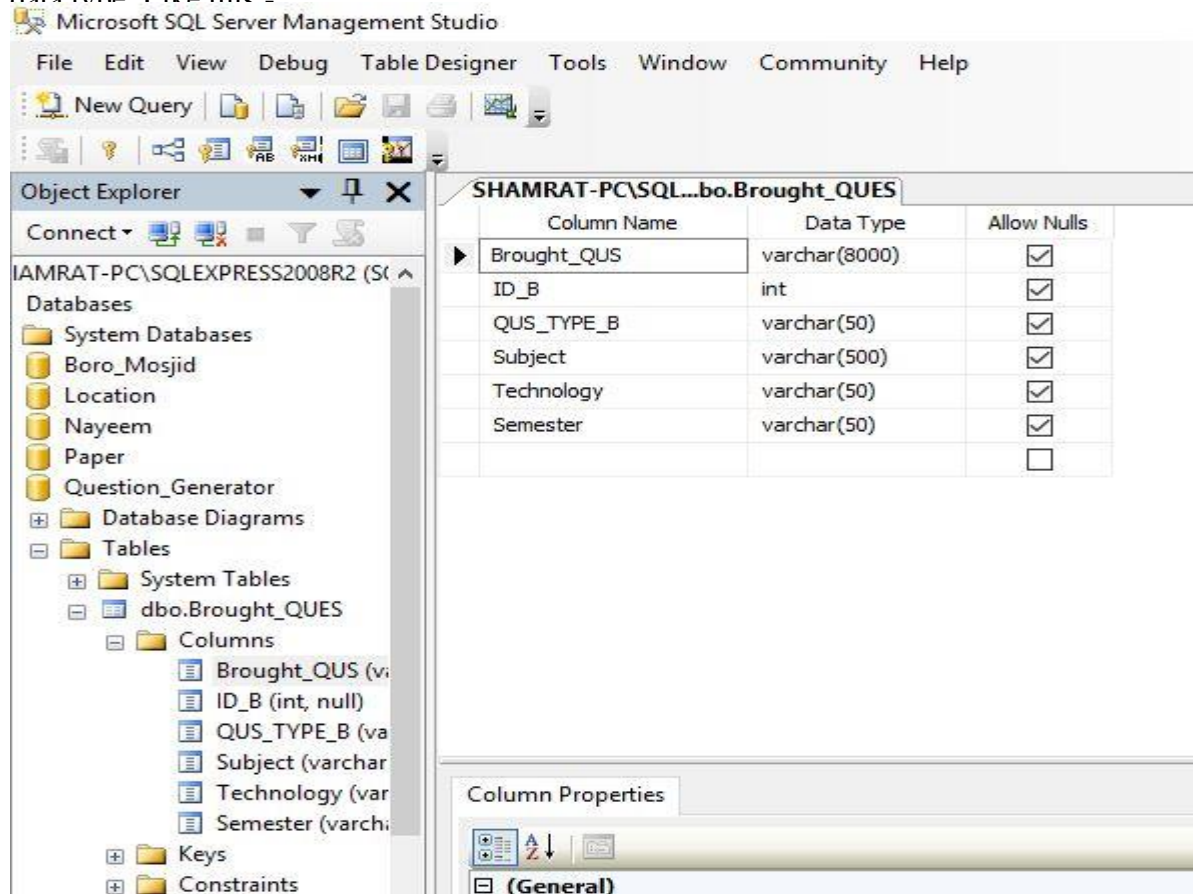 Microsoft SQL Server Management Studio
File Edit View Debug Table Designer Tools Window Community Help
New Query
Object Explorer
Connect
IAMRAT-PC\SQLEXPRESS2008R2 (S(
Databases
System Databases
Boro_Mosjid
Location
Nayeem
Paper
Question_Generator
Database Diagrams
Tables
System Tables
dbo.Brought_QUES
Columns
Brought_QUS (va
ID_B (int, null)
QUS_TYPE_B (va
Subject (varchar
Technology (var
Semester (varcha
Keys
Constraints
SHAMRAT-PC\SQL...bo.Brought_QUES
Column Name Data Type Allow Nulls
Brought_QUS varchar(8000)
ID_B int
QUS_TYPE_B varchar(50)
Subject varchar(500)
Technology varchar(50)
Semester varchar(50)
Column Properties
(General)